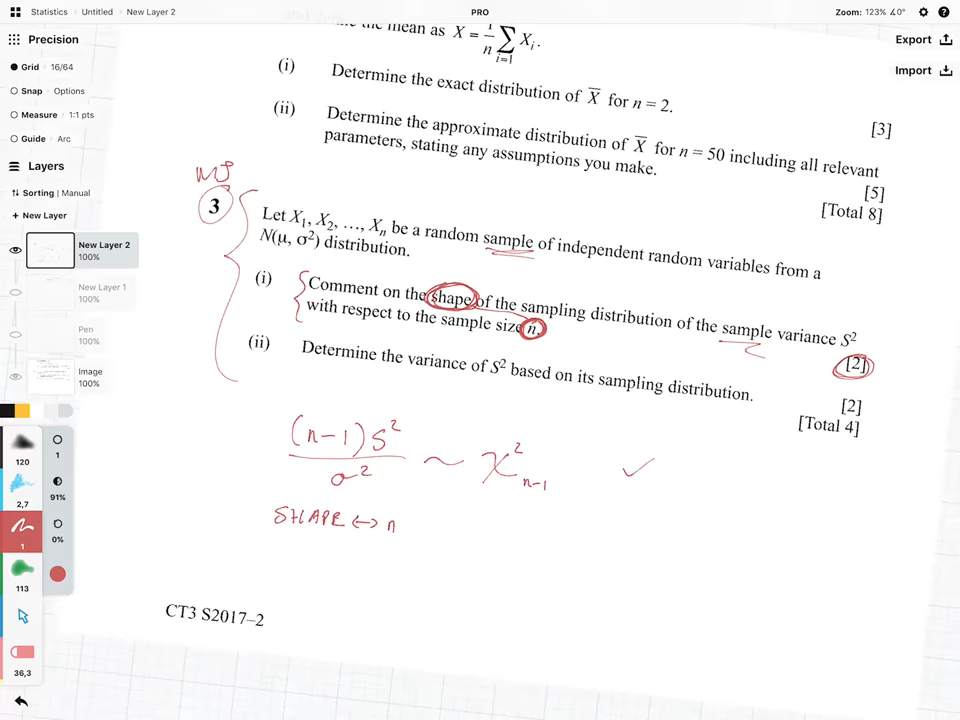 Statistics Untitled New Layer 2 PRO Zoom: 123% ∠0°
Precision
Export
Import
Grid 16/64
Snap Options
Measure 1:1 pts
Guide Arc
Layers
Sorting | Manual
+ New Layer
New Layer 2
100%
New Layer 1
100%
Pen
100%
Image
100%
120
2,7
1
113
36,3
1
91%
0%
the mean as X = 1/n ∑ i=1 Xi.
(i) Determine the exact distribution of X̅ for n = 2.
[3]
(ii) Determine the approximate distribution of X̅ for n = 50 including all relevant
parameters, stating any assumptions you make.
[5]
[Total 8]
3 Let X1, X2, …, Xn be a random sample of independent random variables from a
N(μ, σ²) distribution.
(i) Comment on the shape of the sampling distribution of the sample variance S²
with respect to the sample size n.
[2]
(ii) Determine the variance of S² based on its sampling distribution.
[2]
[Total 4]
(n-1)S²/σ² ~ χ²n-1 ✓
SHAPE ↔ n
CT3 S2017–2